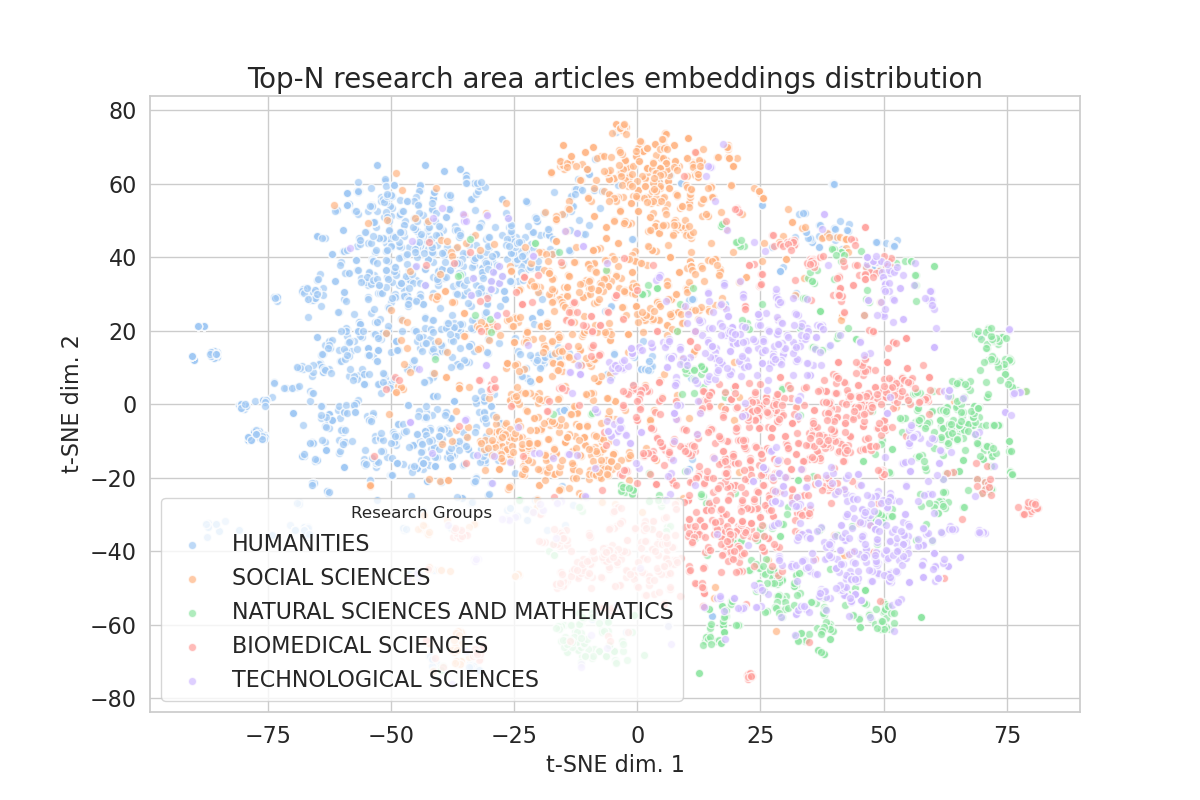 Top-N research area articles embeddings distribution
80
60
40
20
0
−20
−40
−60
−80
t-SNE dim. 2
Research Groups
HUMANITIES
SOCIAL SCIENCES
NATURAL SCIENCES AND MATHEMATICS
BIOMEDICAL SCIENCES
TECHNOLOGICAL SCIENCES
−75 −50 −25 0 25 50 75
t-SNE dim. 1